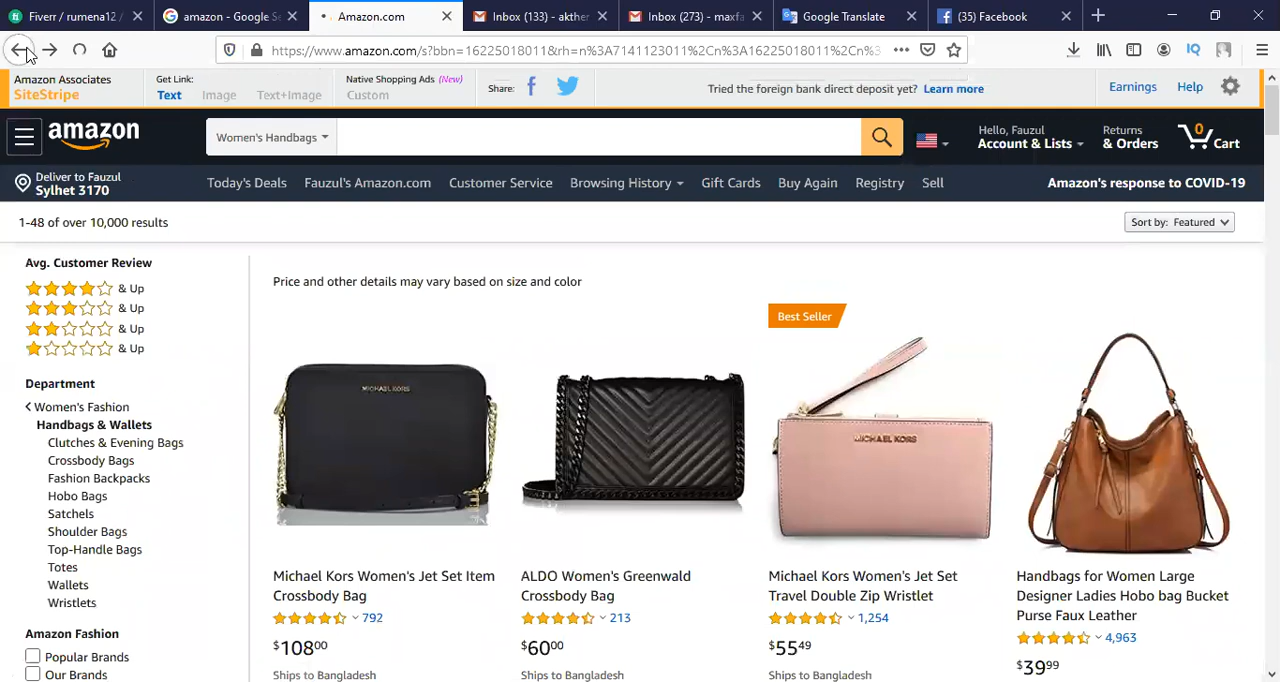 Fiverr / rumena12
amazon - Google Se
Amazon.com
Inbox (133) - akther
Inbox (273) - maxfa
Google Translate
(35) Facebook
https://www.amazon.com/s?bbn=16225018011&rh=n%3A7141123011%2Cn%3A16225018011%2Cn%3
IQ
Amazon Associates
SiteStripe
Get Link:
Text
Image
Text+Image
Native Shopping Ads (New)
Custom
Share:
Tried the foreign bank direct deposit yet? Learn more
Earnings
Help
amazon
Women's Handbags
Hello, Fauzul
Account & Lists
Returns
& Orders
0
Cart
Deliver to Fauzul
Sylhet 3170
Today's Deals
Fauzul's Amazon.com
Customer Service
Browsing History
Gift Cards
Buy Again
Registry
Sell
Amazon's response to COVID-19
1-48 of over 10,000 results
Sort by: Featured
Avg. Customer Review
& Up
& Up
& Up
& Up
Department
Women's Fashion
Handbags & Wallets
Clutches & Evening Bags
Crossbody Bags
Fashion Backpacks
Hobo Bags
Satchels
Shoulder Bags
Top-Handle Bags
Totes
Wallets
Wristlets
Amazon Fashion
Popular Brands
Our Brands
Price and other details may vary based on size and color
MICHAEL KORS
Michael Kors Women's Jet Set Item
Crossbody Bag
792
$10800
Ships to Bangladesh
ALDO Women's Greenwald
Crossbody Bag
213
$6000
Ships to Bangladesh
Best Seller
MICHAEL KORS
Michael Kors Women's Jet Set
Travel Double Zip Wristlet
1,254
$5549
Ships to Bangladesh
Handbags for Women Large
Designer Ladies Hobo bag Bucket
Purse Faux Leather
4,963
$3999